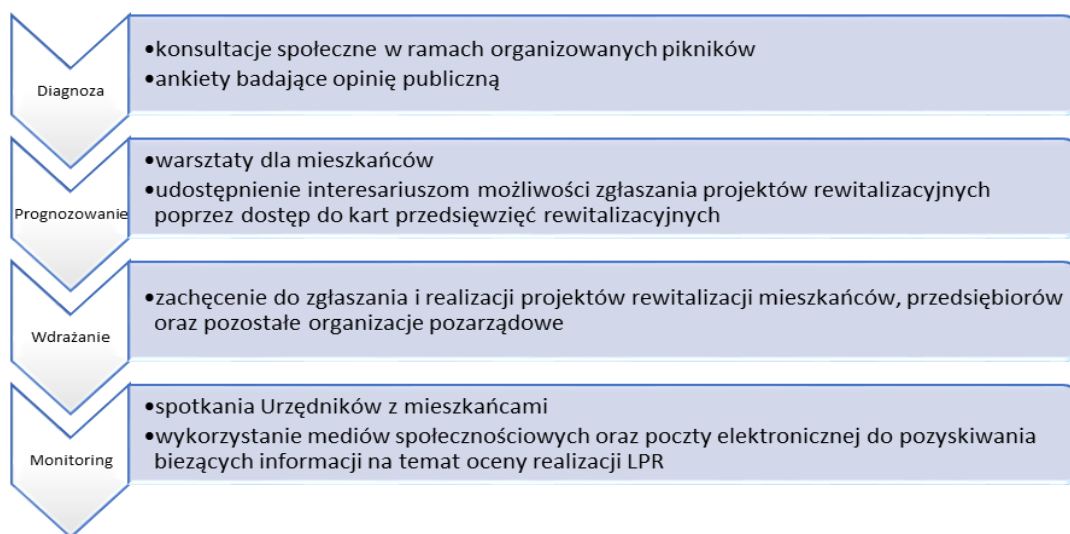 Diagnoza
•konsultacje społeczne w ramach organizowanych pikników
•ankiety badające opinię publiczną
Prognozowanie
•warsztaty dla mieszkańców
•udostępnienie interesariuszom możliwości zgłaszania projektów rewitalizacyjnych
poprzez dostęp do kart przedsięwzięć rewitalizacyjnych
Wdrażanie
•zachęcenie do zgłaszania i realizacji projektów rewitalizacji mieszkańców, przedsiębiorów
oraz pozostałe organizacje pozarządowe
Monitoring
•spotkania Urzędników z mieszkańcami
•wykorzystanie mediów społecznościowych oraz poczty elektronicznej do pozyskiwania
biezących informacji na temat oceny realizacji LPR